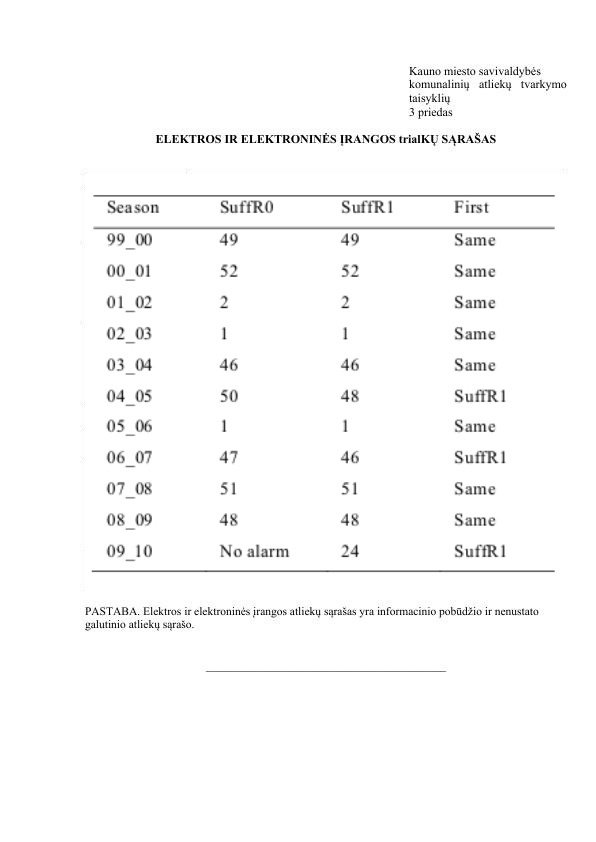 Kauno miesto savivaldybės
komunalinių atliekų tvarkymo
taisyklių
3 priedas
ELEKTROS IR ELEKTRONINĖS ĮRANGOS trialKŲ SĄRAŠAS
Season SuffR0 SuffR1 First
99_00 49 49 Same
00_01 52 52 Same
01_02 2 2 Same
02_03 1 1 Same
03_04 46 46 Same
04_05 50 48 SuffR1
05_06 1 1 Same
06_07 47 46 SuffR1
07_08 51 51 Same
08_09 48 48 Same
09_10 No alarm 24 SuffR1
PASTABA. Elektros ir elektroninės įrangos atliekų sąrašas yra informacinio pobūdžio ir nenustato
galutinio atliekų sąrašo.